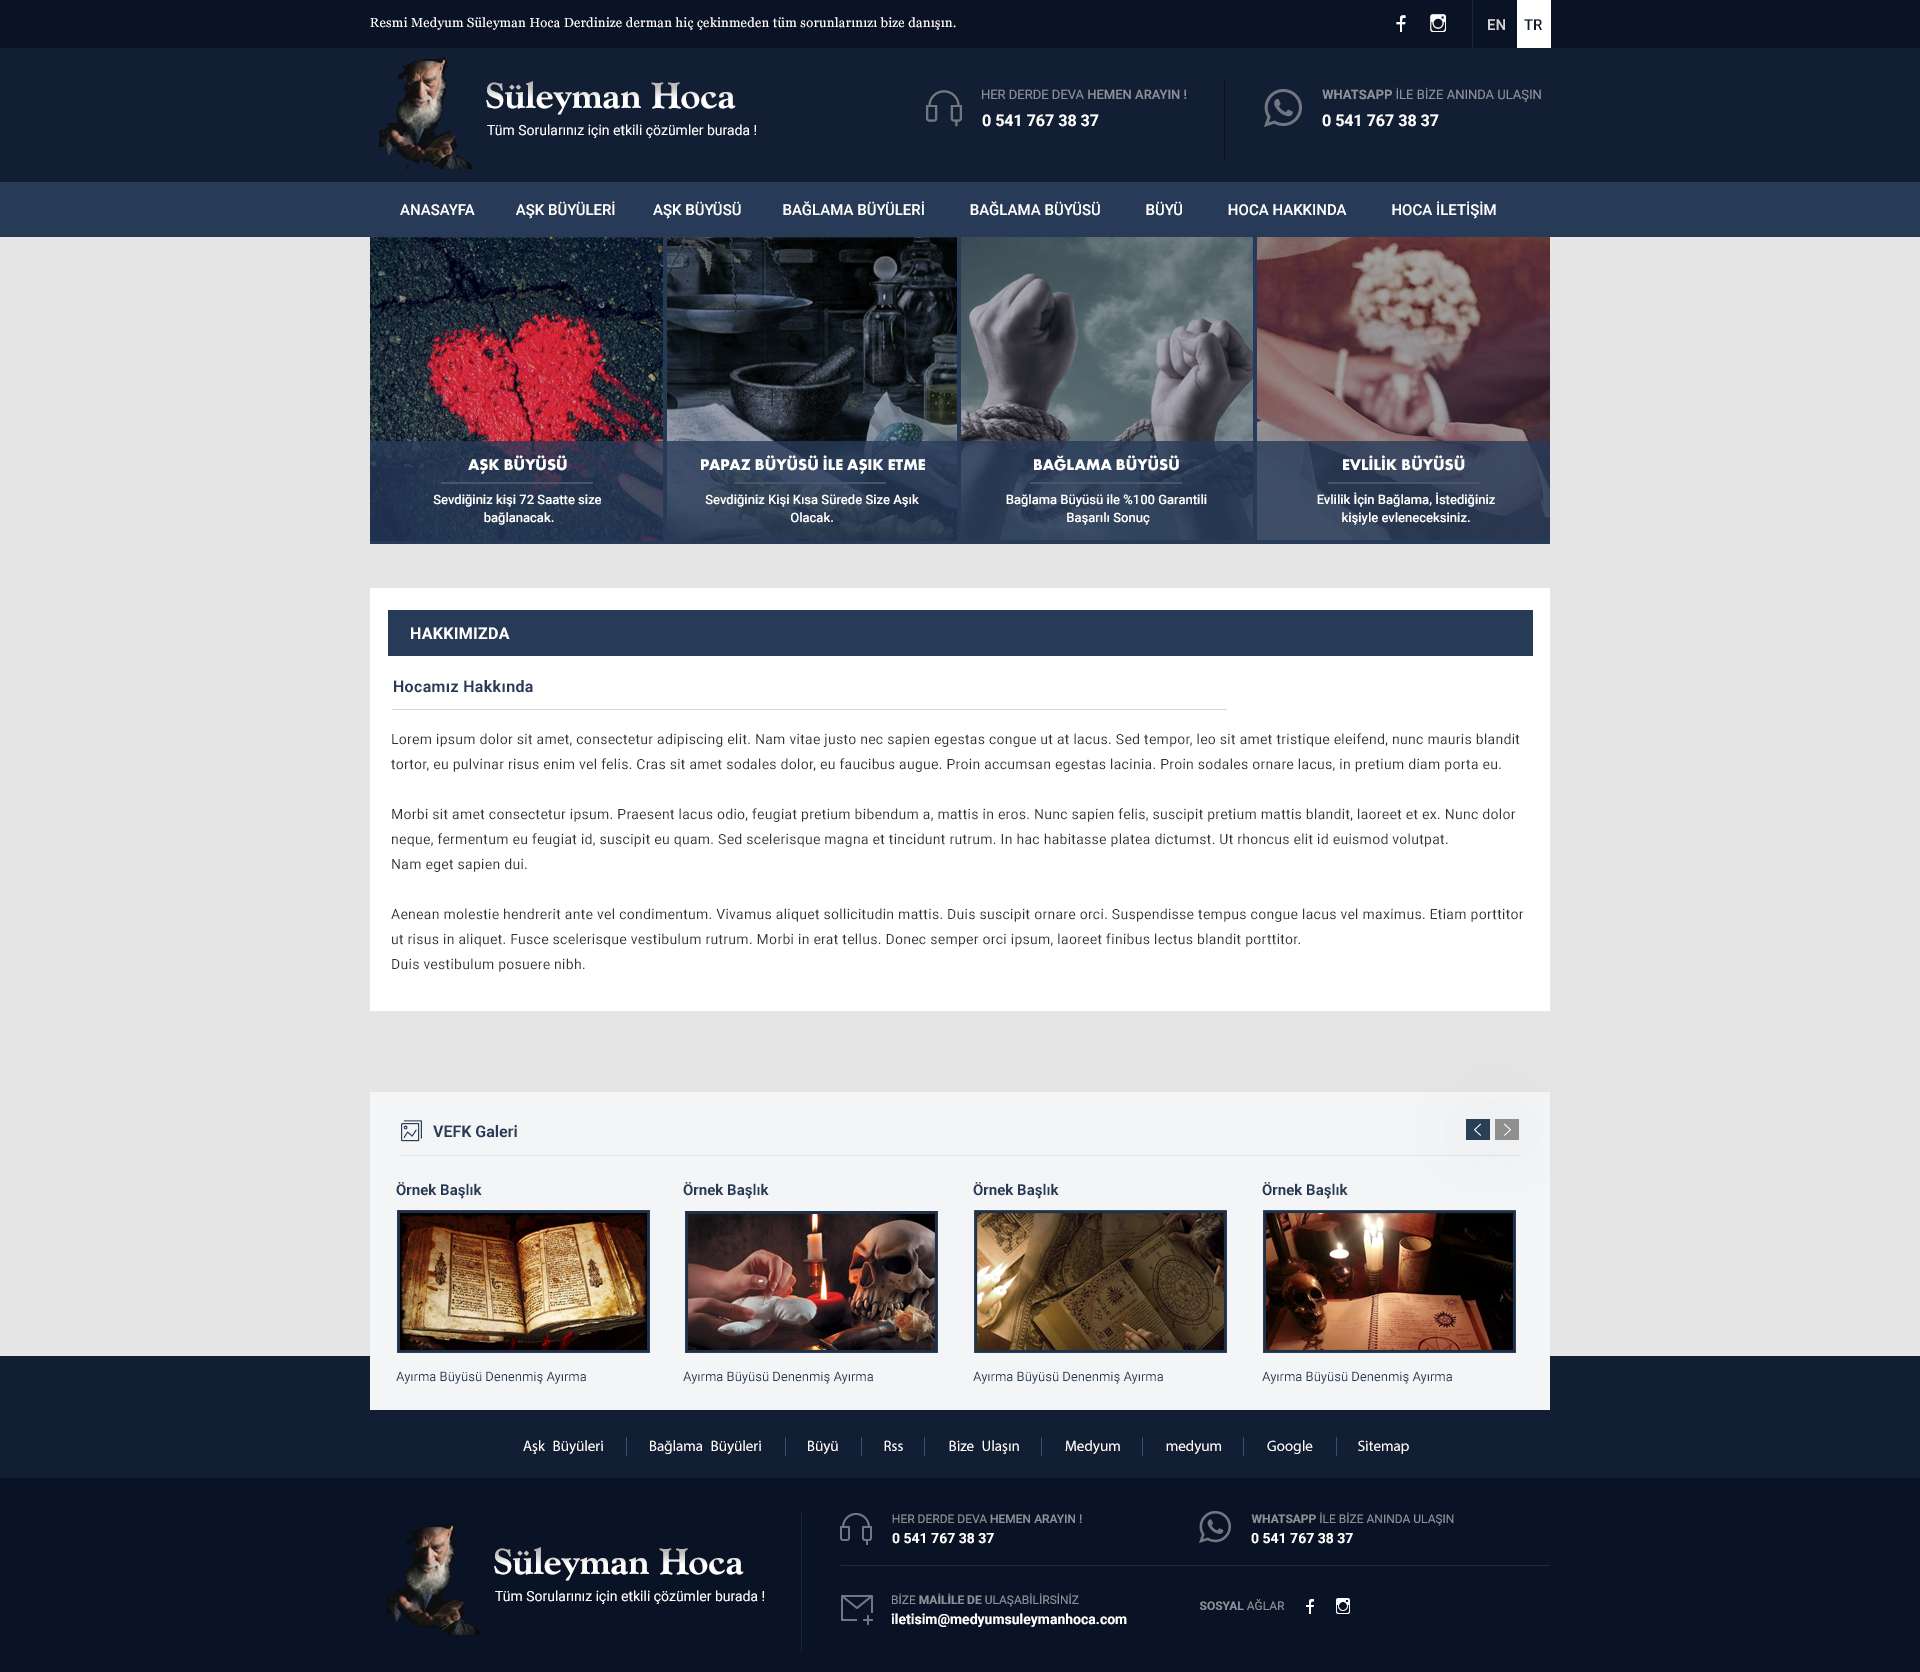 Resmi Medyum Süleyman Hoca Derdinize derman hiç çekinmeden tüm sorunlarınızı bize danışın.
EN TR
Süleyman Hoca
Tüm Sorularınız için etkili çözümler burada !
HER DERDE DEVA HEMEN ARAYIN !
0 541 767 38 37
WHATSAPP İLE BİZE ANINDA ULAŞIN
0 541 767 38 37
ANASAYFA AŞK BÜYÜLERİ AŞK BÜYÜSÜ BAĞLAMA BÜYÜLERİ BAĞLAMA BÜYÜSÜ BÜYÜ HOCA HAKKINDA HOCA İLETİŞİM
AŞK BÜYÜSÜ
Sevdiğiniz kişi 72 Saatte size
bağlanacak.
PAPAZ BÜYÜSÜ İLE AŞIK ETME
Sevdiğiniz Kişi Kısa Sürede Size Aşık
Olacak.
BAĞLAMA BÜYÜSÜ
Bağlama Büyüsü ile %100 Garantili
Başarılı Sonuç
EVLİLİK BÜYÜSÜ
Evlilik İçin Bağlama, İstediğiniz
kişiyle evleneceksiniz.
HAKKIMIZDA
Hocamız Hakkında
Lorem ipsum dolor sit amet, consectetur adipiscing elit. Nam vitae justo nec sapien egestas congue ut at lacus. Sed tempor, leo sit amet tristique eleifend, nunc mauris blandit
tortor, eu pulvinar risus enim vel felis. Cras sit amet sodales dolor, eu faucibus augue. Proin accumsan egestas lacinia. Proin sodales ornare lacus, in pretium diam porta eu.
Morbi sit amet consectetur ipsum. Praesent lacus odio, feugiat pretium bibendum a, mattis in eros. Nunc sapien felis, suscipit pretium mattis blandit, laoreet et ex. Nunc dolor
neque, fermentum eu feugiat id, suscipit eu quam. Sed scelerisque magna et tincidunt rutrum. In hac habitasse platea dictumst. Ut rhoncus elit id euismod volutpat.
Nam eget sapien dui.
Aenean molestie hendrerit ante vel condimentum. Vivamus aliquet sollicitudin mattis. Duis suscipit ornare orci. Suspendisse tempus congue lacus vel maximus. Etiam porttitor
ut risus in aliquet. Fusce scelerisque vestibulum rutrum. Morbi in erat tellus. Donec semper orci ipsum, laoreet finibus lectus blandit porttitor.
Duis vestibulum posuere nibh.
VEFK Galeri
Örnek Başlık Örnek Başlık Örnek Başlık Örnek Başlık
Ayırma Büyüsü Denenmiş Ayırma Ayırma Büyüsü Denenmiş Ayırma Ayırma Büyüsü Denenmiş Ayırma Ayırma Büyüsü Denenmiş Ayırma
Aşk Büyüleri Bağlama Büyüleri Büyü Rss Bize Ulaşın Medyum medyum Google Sitemap
Süleyman Hoca
Tüm Sorularınız için etkili çözümler burada !
HER DERDE DEVA HEMEN ARAYIN !
0 541 767 38 37
WHATSAPP İLE BİZE ANINDA ULAŞIN
0 541 767 38 37
BİZE MAİLİLE DE ULAŞABİLİRSİNİZ
iletisim@medyumsuleymanhoca.com
SOSYAL AĞLAR